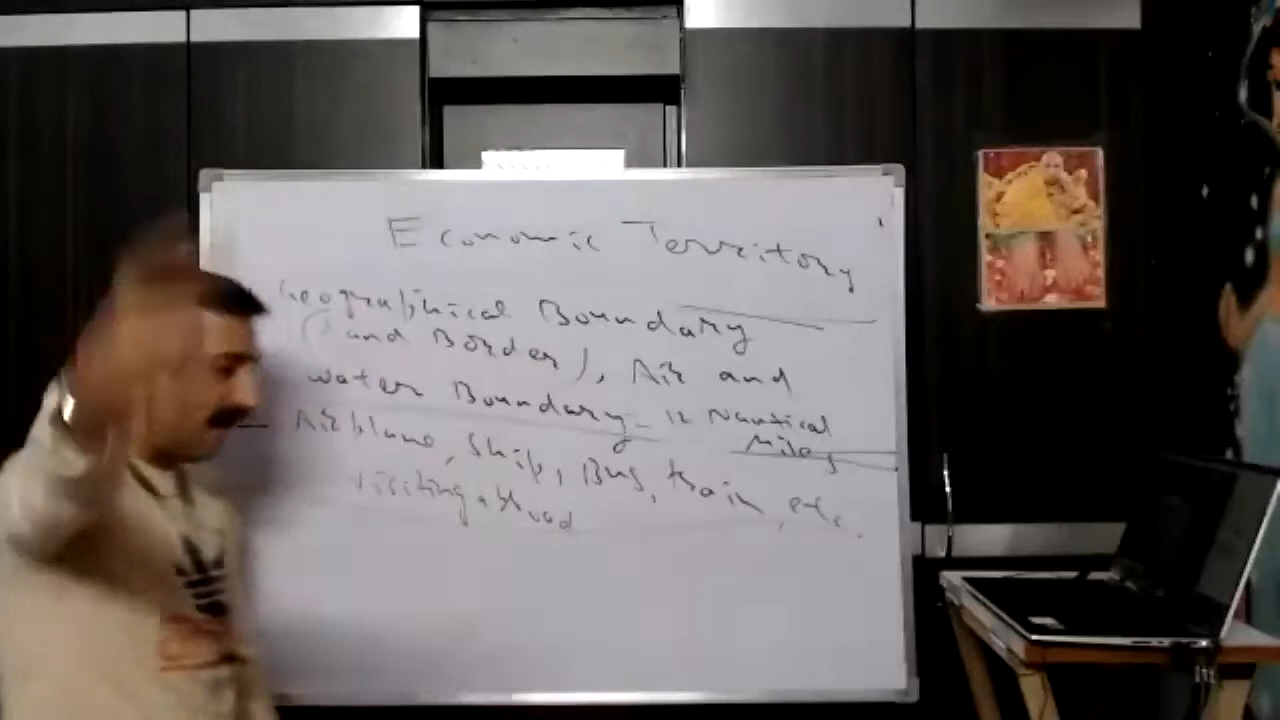 Economic Territory
Geographical Boundary
(Land Border), Air and
water Boundary - 12 Nautical
Miles
- Airplane, Ship, Bus, train, etc.
visiting abroad